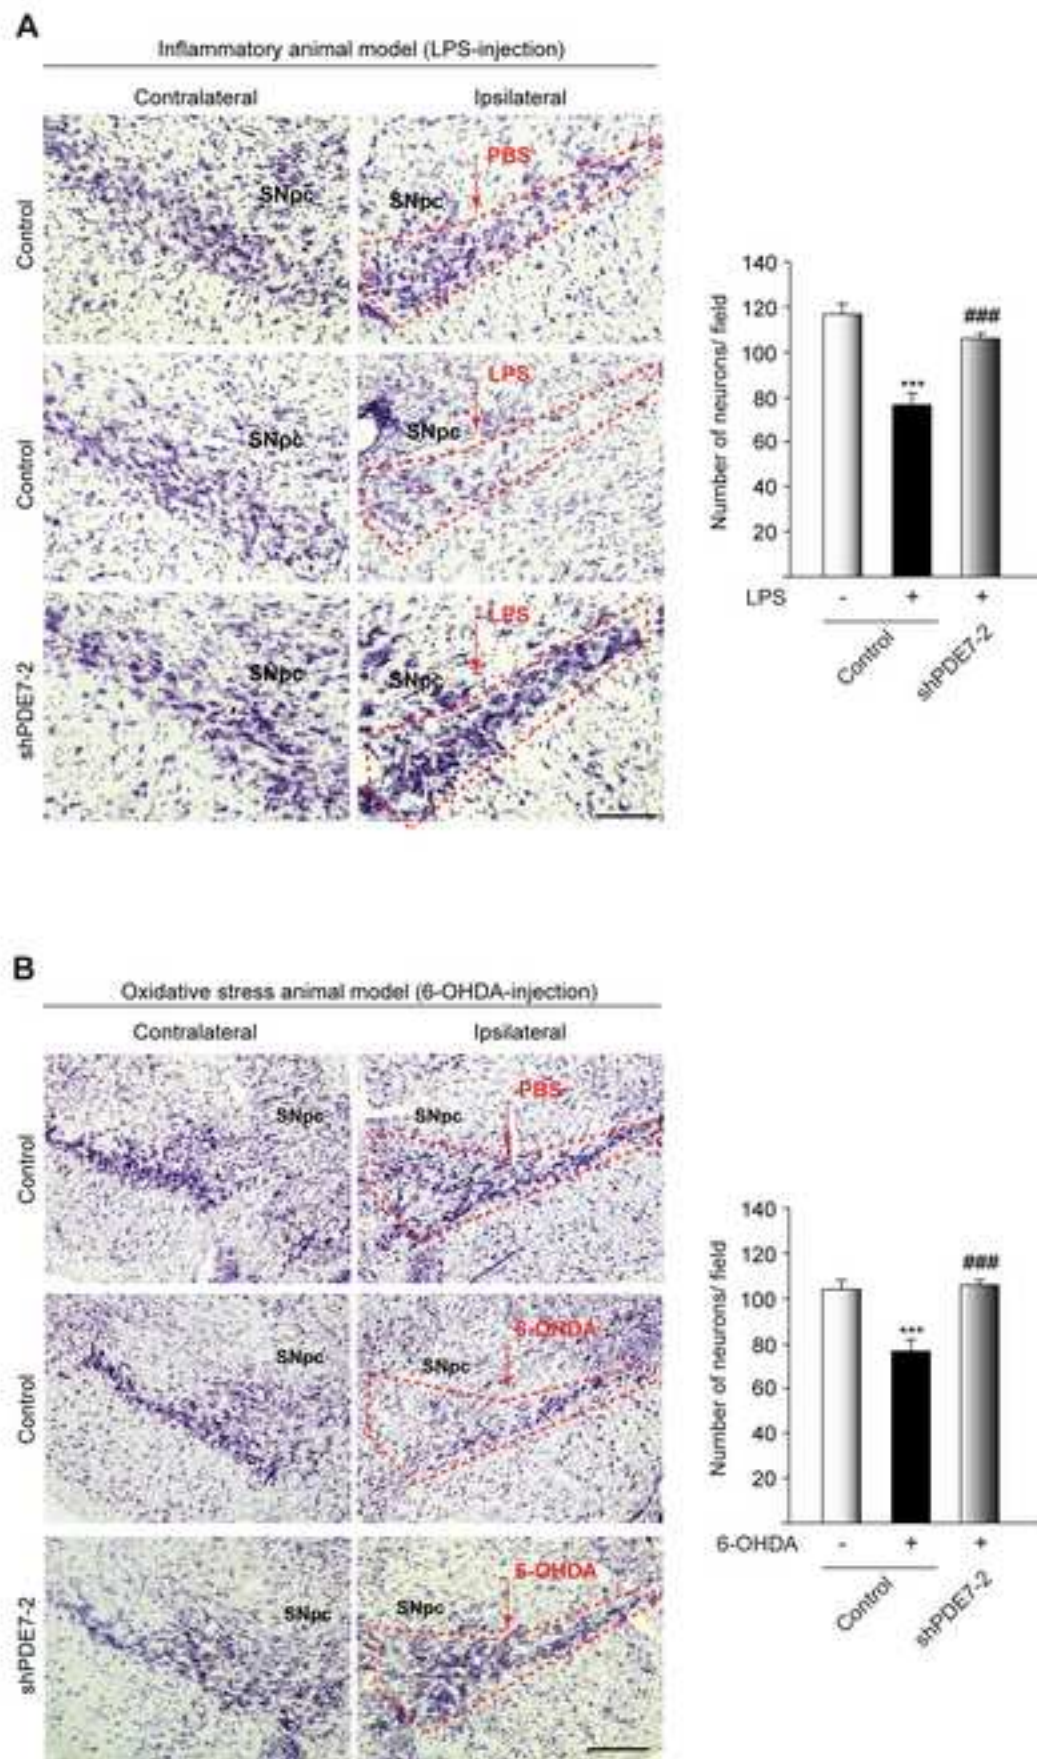 A
Inflammatory animal model (LPS-injection)
Contralateral
Ipsilateral
Control
SNpc
SNpc
PBS
Control
SNpc
SNpc
LPS
shPDE7-2
SNpc
SNpc
LPS
Number of neurons/ field
140
120
100
80
60
40
20
***
###
LPS
-
+
+
Control
shPDE7-2
B
Oxidative stress animal model (6-OHDA-injection)
Contralateral
Ipsilateral
Control
SNpc
SNpc
PBS
Control
SNpc
SNpc
6-OHDA
shPDE7-2
SNpc
SNpc
6-OHDA
Number of neurons/ field
140
120
100
80
60
40
20
***
###
6-OHDA
-
+
+
Control
shPDE7-2